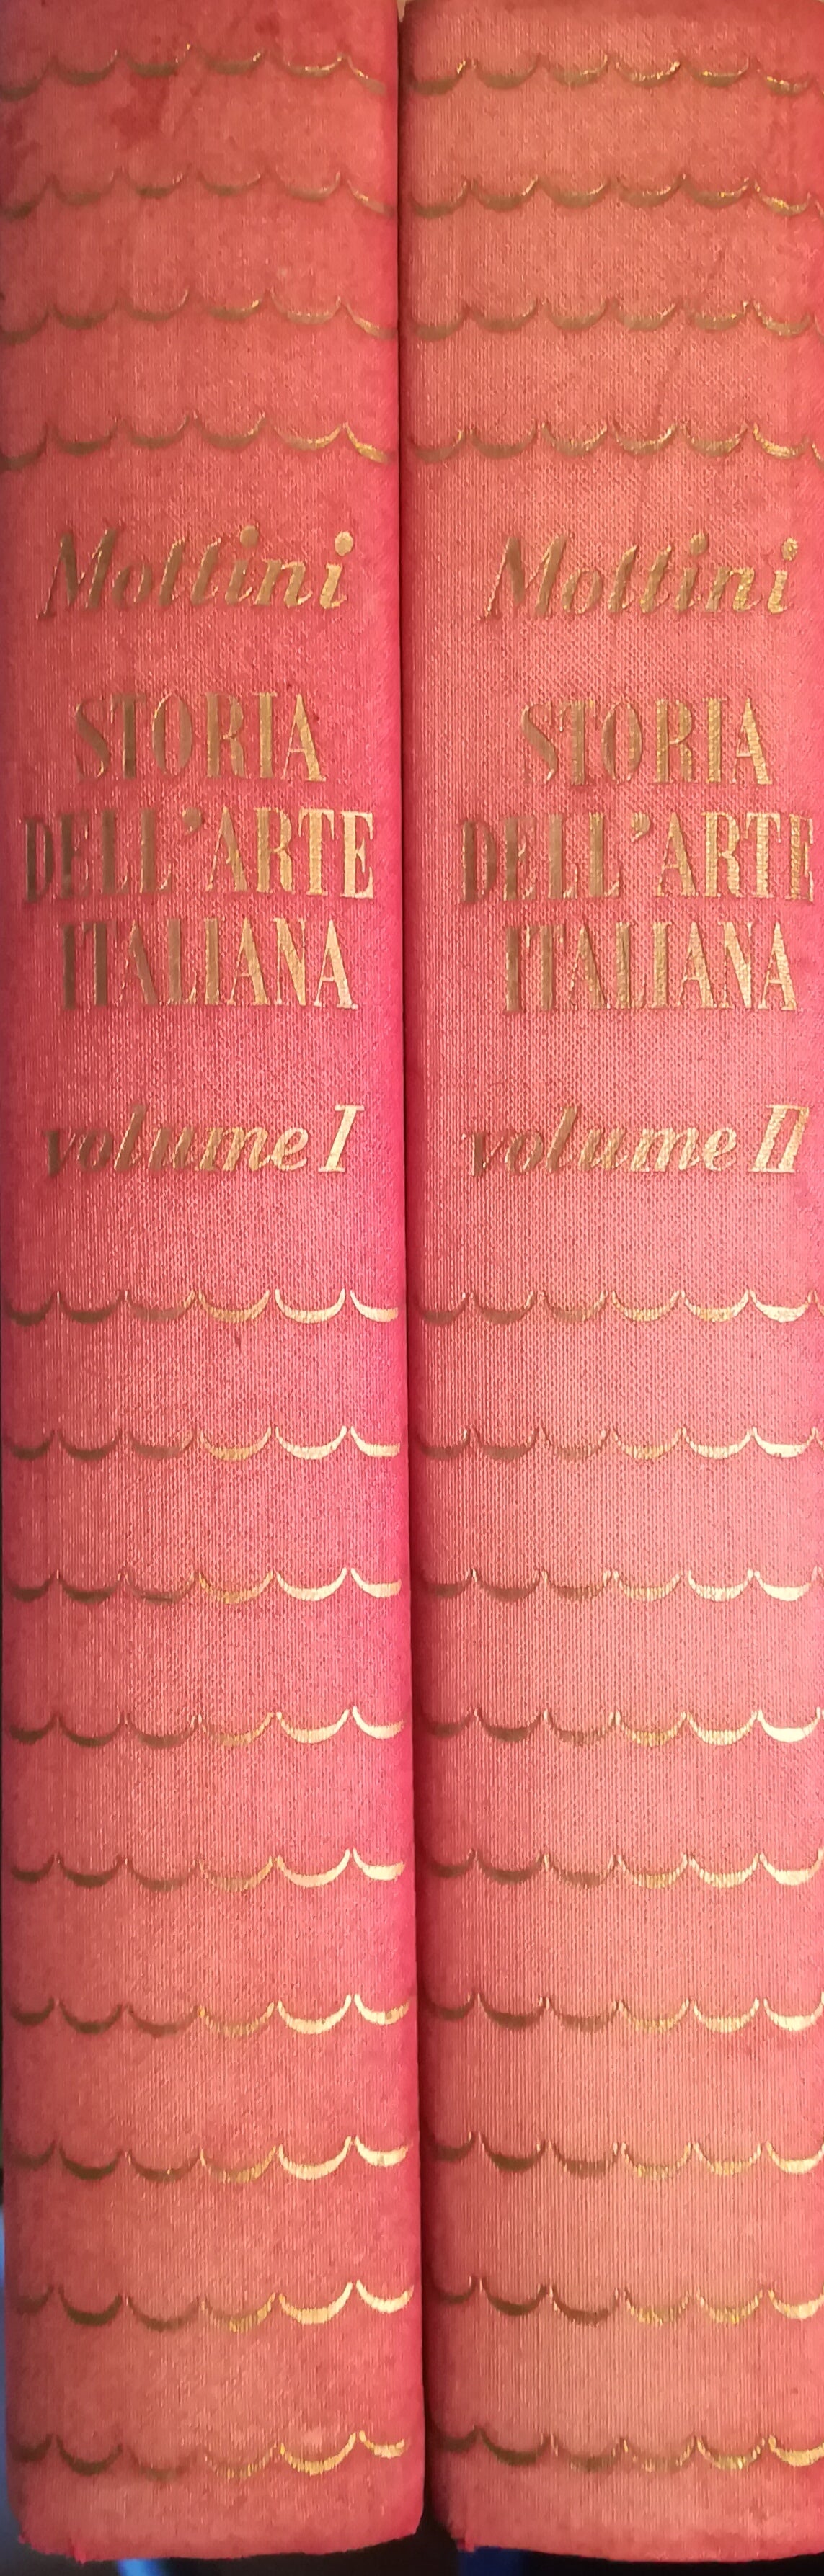 Mottini
STORIA
DELL'ARTE
ITALIANA
volume I
Mottini
STORIA
DELL'ARTE
ITALIANA
volume II